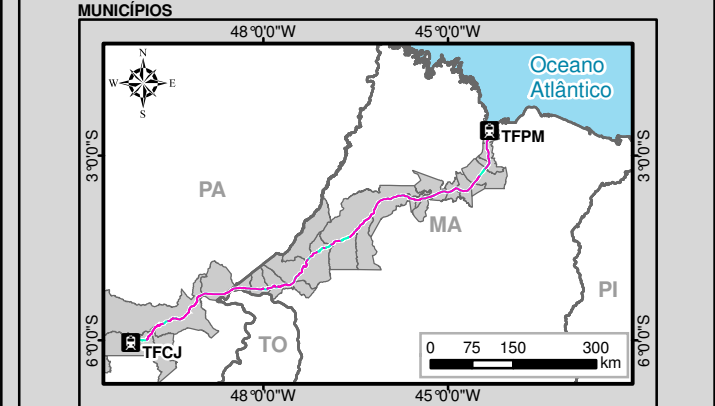 MUNICÍPIOS
48°0'0"W
45°0'0"W
N
W
E
S
Oceano
Atlântico
TFPM
3°0'0"S
3°0'0"S
PA
MA
PI
TO
TFCJ
6°0'0"S
6°0'0"S
0 75 150 300
km
48°0'0"W
45°0'0"W